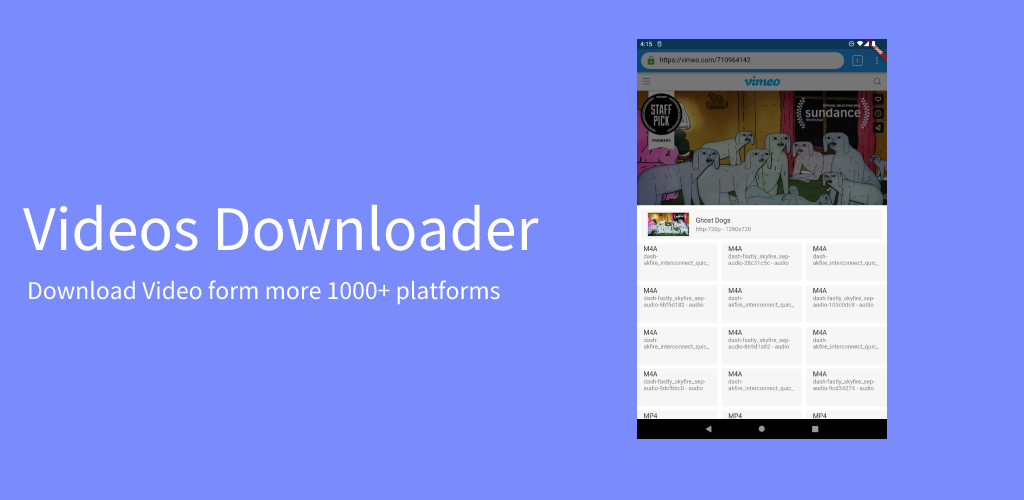 Videos Downloader
Download Video form more 1000+ platforms
4:15
https://vimeo.com/710964142
1
vimeo
STAFF
PICK
PREMIERE
OFFICIAL SELECTION
sundance
Ghost Dogs
http-720p - 1280x720
M4A M4A M4A
dash- dash-fastly_skyfire_sep- dash-
akfire_interconnect_quic_ audio-28c31c5c - audio akfire_interconnect_quic_
M4A M4A M4A
dash-fastly_skyfire_sep- dash- dash-fastly_skyfire_sep-
audio-6bf5d182 - audio akfire_interconnect_quic_ audio-103c0dc8 - audio
M4A M4A M4A
dash- dash-fastly_skyfire_sep- dash-
akfire_interconnect_quic_ audio-869d1a82 - audio akfire_interconnect_quic_
M4A M4A M4A
dash-fastly_skyfire_sep- dash- dash-fastly_skyfire_sep-
audio-9dcfbbc0 - audio akfire_interconnect_quic_ audio-9cd34274 - audio
MP4 MP4 MP4